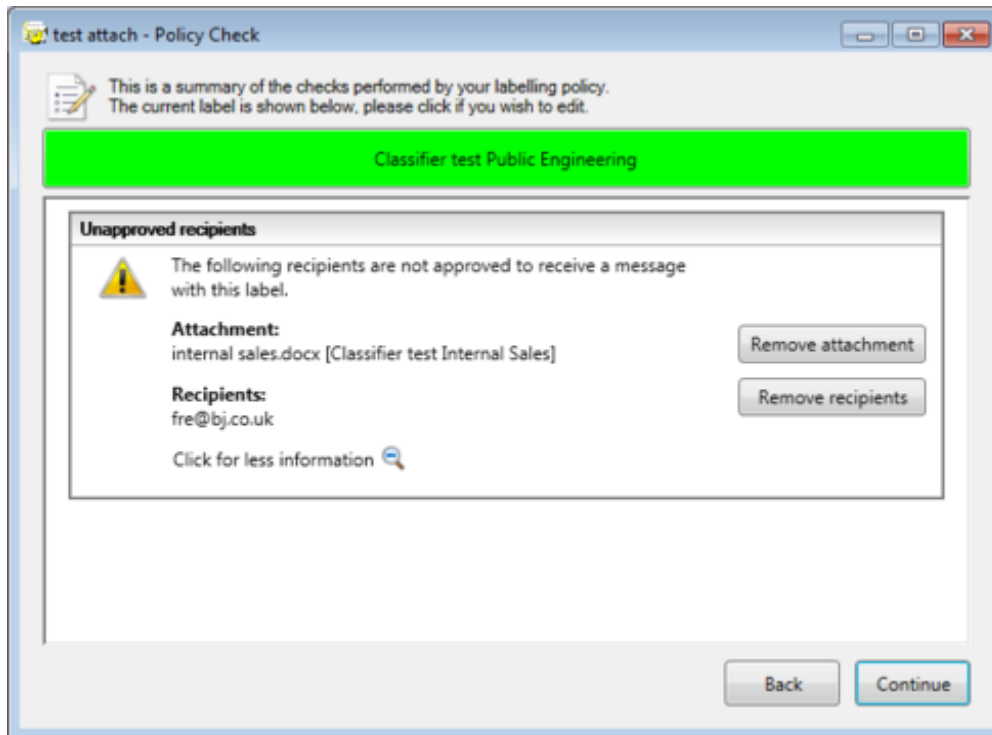 test attach - Policy Check
This is a summary of the checks performed by your labelling policy.
The current label is shown below, please click if you wish to edit.
Classifier test Public Engineering
Unapproved recipients
The following recipients are not approved to receive a message
with this label.
Attachment:
internal sales.docx [Classifier test Internal Sales]
Remove attachment
Recipients:
fre@bj.co.uk
Remove recipients
Click for less information
Back
Continue